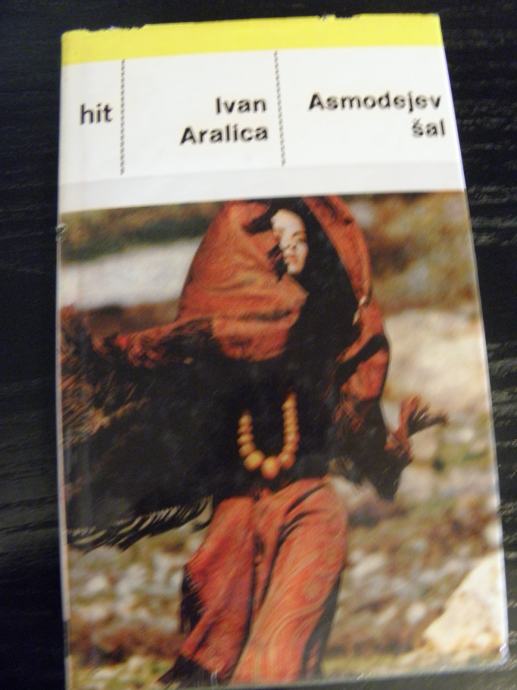 hit
Ivan
Aralica
Asmodejev
šal